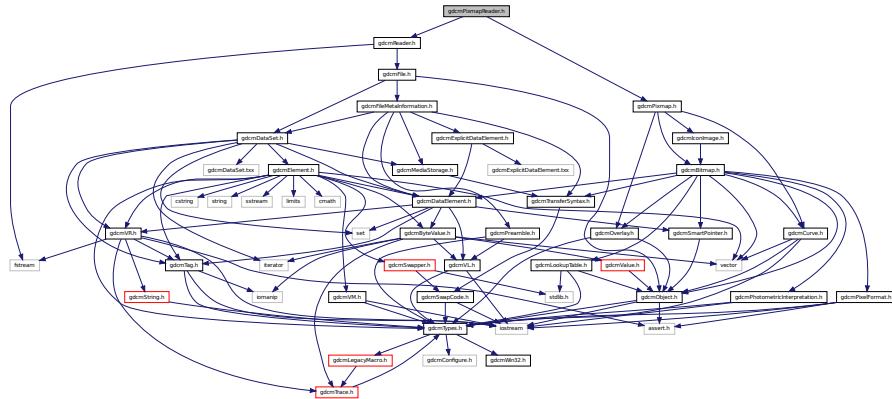 gdcmPixmapReader.h
gdcmReader.h
gdcmFile.h
gdcmFileMetaInformation.h
gdcmPixmap.h
gdcmDataSet.h
gdcmExplicitDataElement.h
gdcmIconImage.h
gdcmDataSet.txx
gdcmElement.h
gdcmMediaStorage.h
gdcmExplicitDataElement.txx
gdcmBitmap.h
cstring
string
sstream
limits
cmath
gdcmDataElement.h
gdcmTransferSyntax.h
gdcmVR.h
set
gdcmByteValue.h
gdcmPreamble.h
gdcmOverlay.h
gdcmSmartPointer.h
gdcmCurve.h
fstream
gdcmTag.h
iterator
gdcmSwapper.h
gdcmVL.h
gdcmLookupTable.h
gdcmValue.h
vector
gdcmString.h
iomanip
gdcmVM.h
gdcmSwapCode.h
stdlib.h
gdcmObject.h
gdcmPhotometricInterpretation.h
gdcmPixelFormat.h
gdcmTypes.h
iostream
assert.h
gdcmLegacyMacro.h
gdcmConfigure.h
gdcmWin32.h
gdcmTrace.h